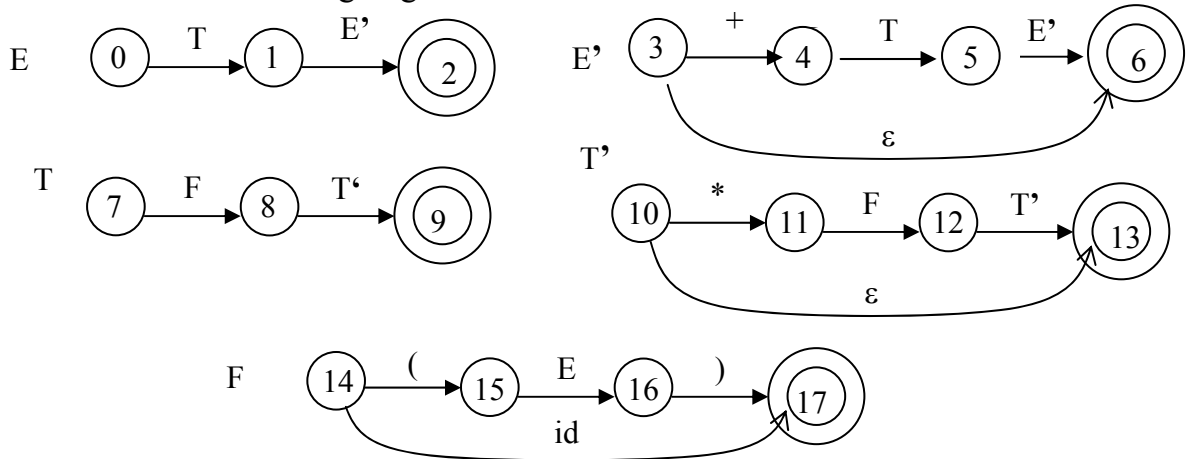 E 0 T 1 E’ 2
E’ 3 + 4 T 5 E’ 6
ε
T 7 F 8 T‘ 9
T’ 10 * 11 F 12 T’ 13
ε
F 14 ( 15 E 16 ) 17
id